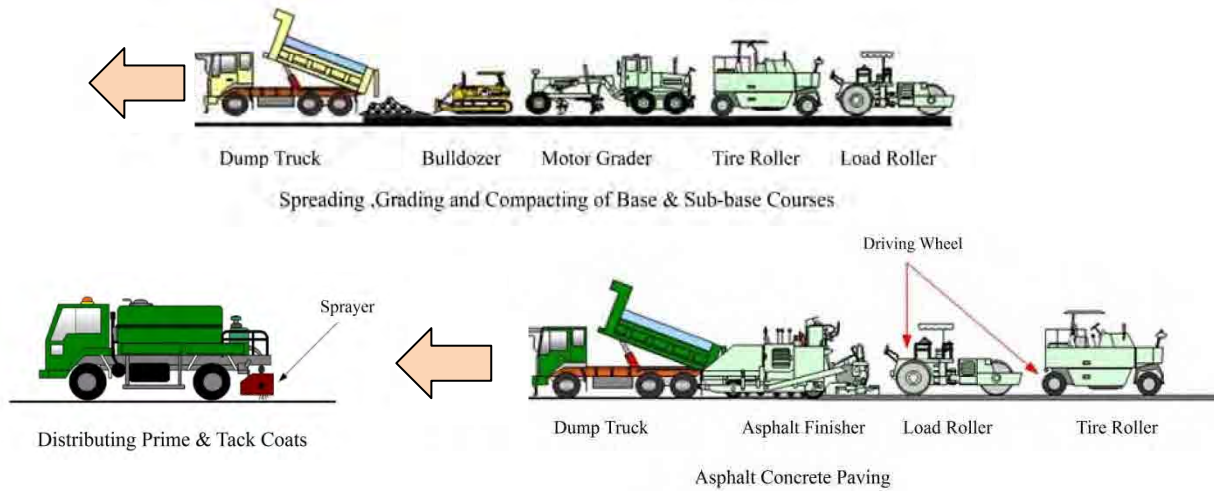 Dump Truck Bulldozer Motor Grader Tire Roller Load Roller
Spreading ,Grading and Compacting of Base & Sub-base Courses
Driving Wheel
Sprayer
Dump Truck Asphalt Finisher Load Roller Tire Roller
Distributing Prime & Tack Coats
Asphalt Concrete Paving